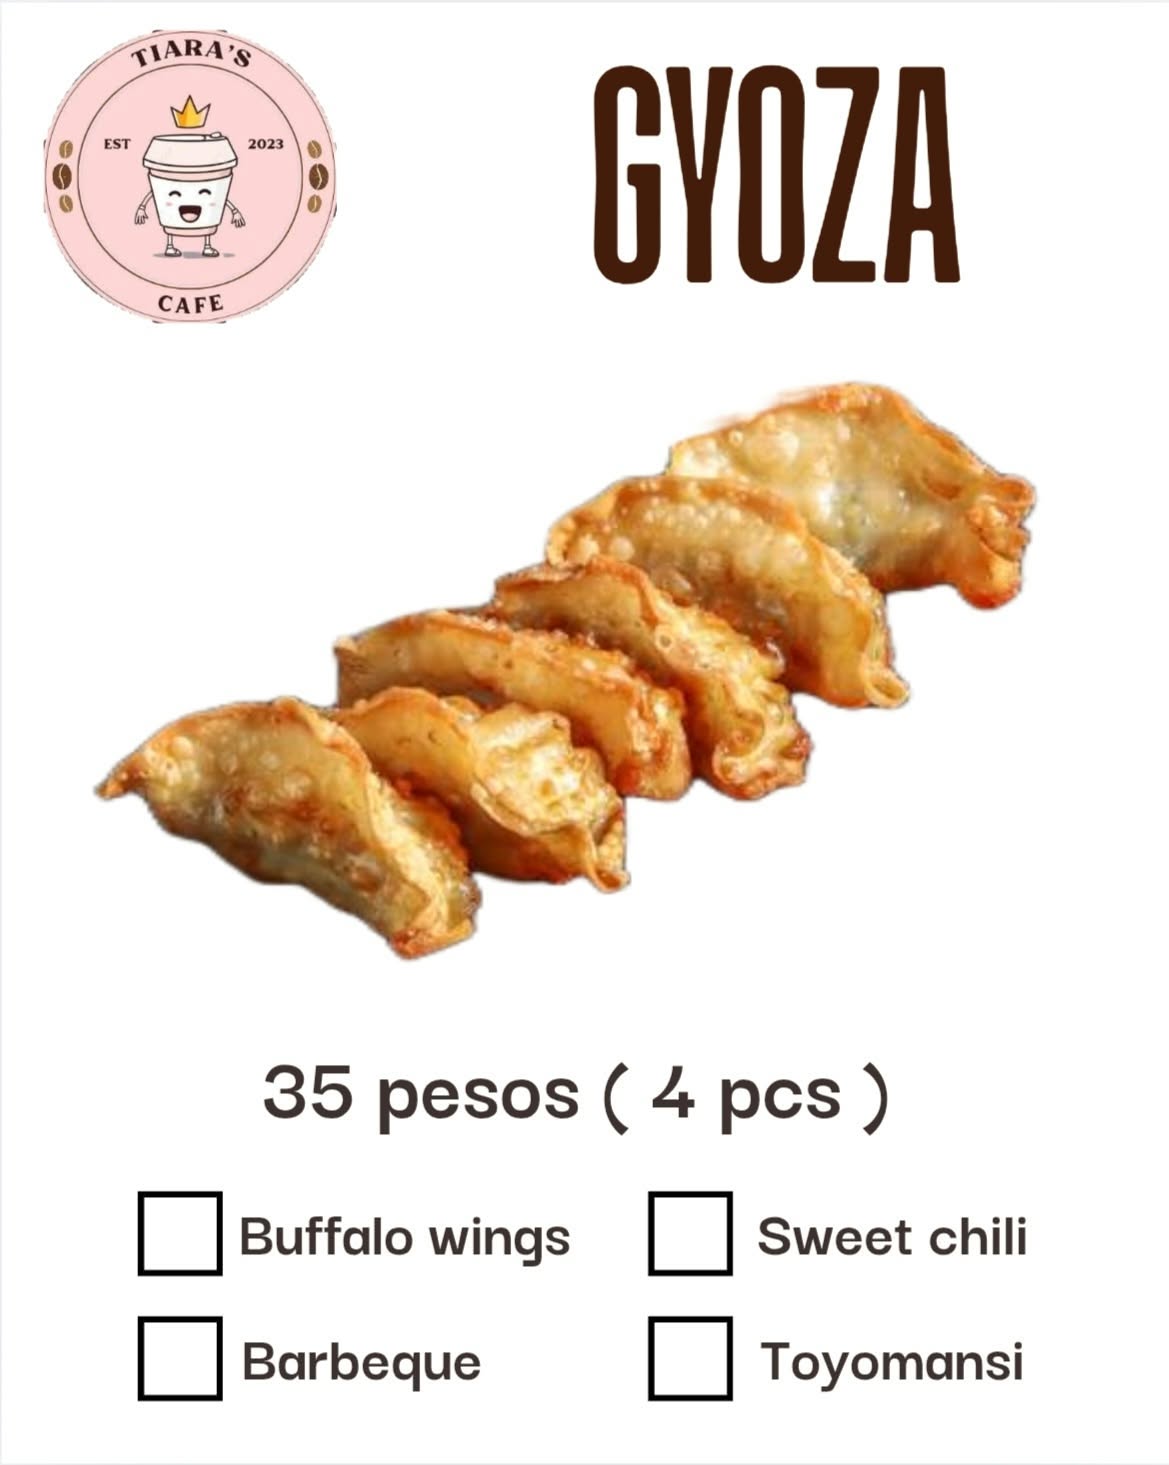 TIARA'S
EST 2023
CAFE
GYOZA
35 pesos ( 4 pcs )
Buffalo wings
Sweet chili
Barbeque
Toyomansi